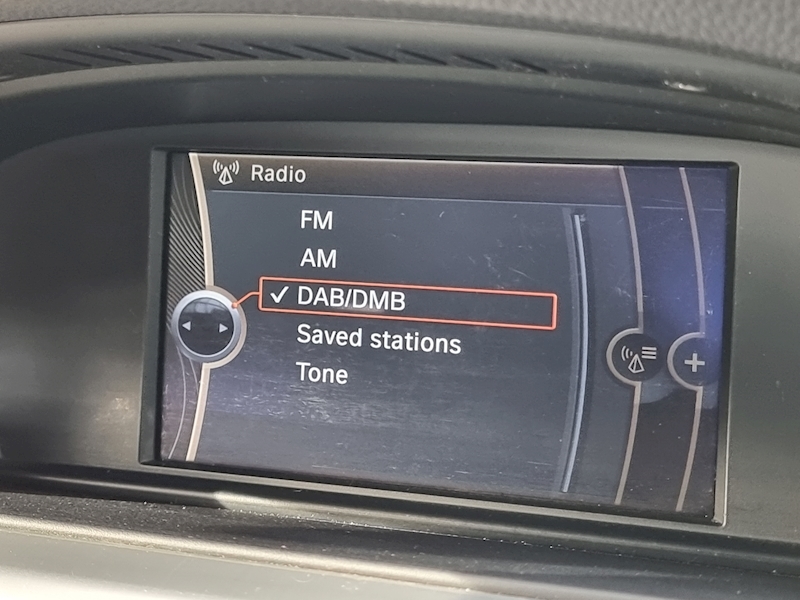 Radio
FM
AM
✓ DAB/DMB
Saved stations
Tone